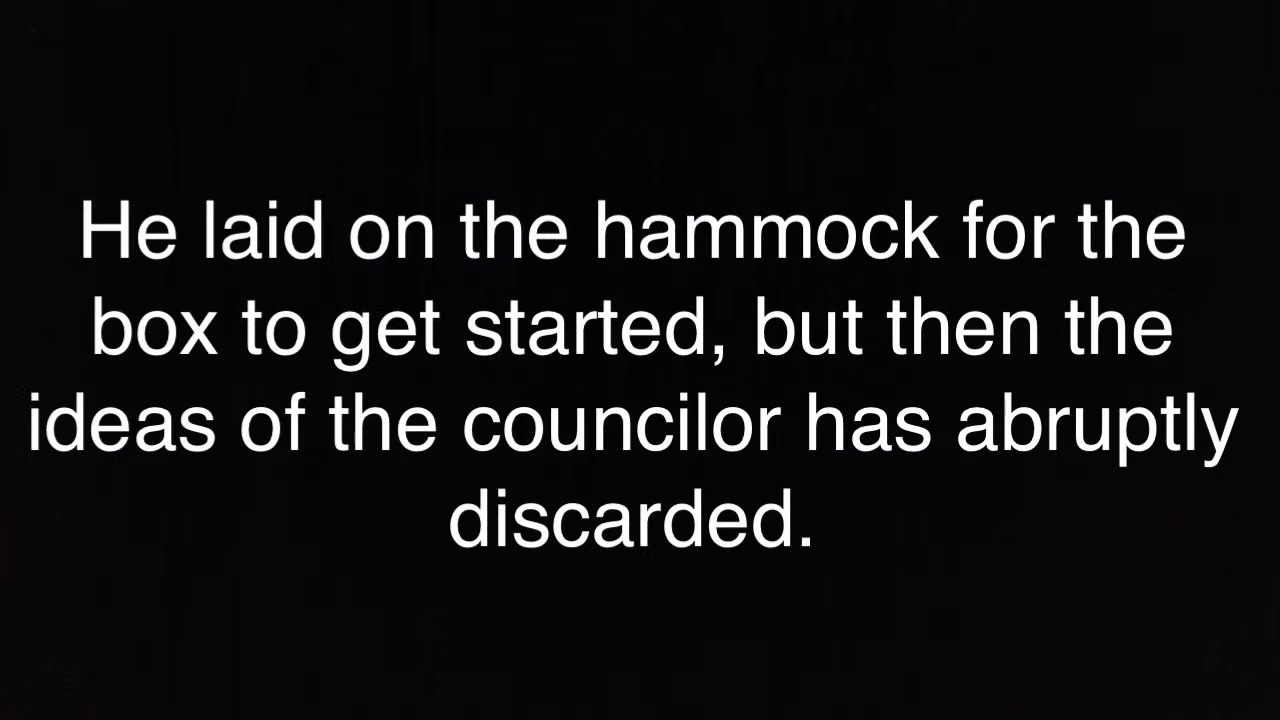 He laid on the hammock for the
box to get started, but then the
ideas of the councilor has abruptly
discarded.